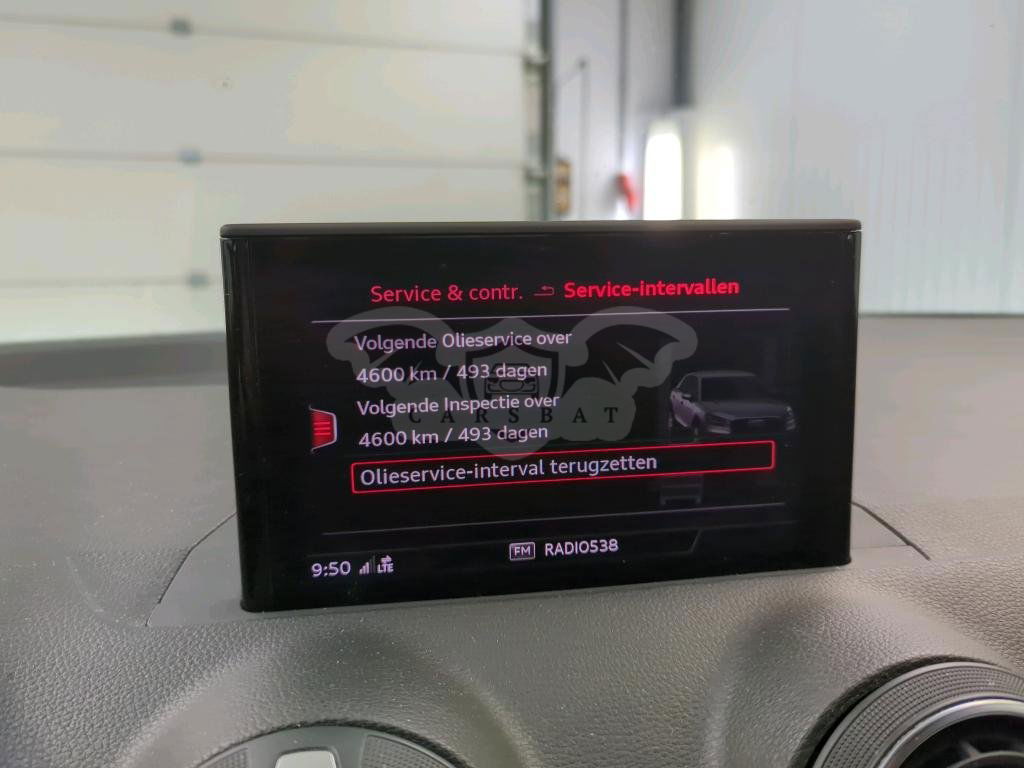 Service & contr. Service-intervallen
Volgende Olieservice over
4600 km / 493 dagen
Volgende Inspectie over
CARSBAT
4600 km / 493 dagen
Olieservice-interval terugzetten
FM RADIO538
9:50 LTE